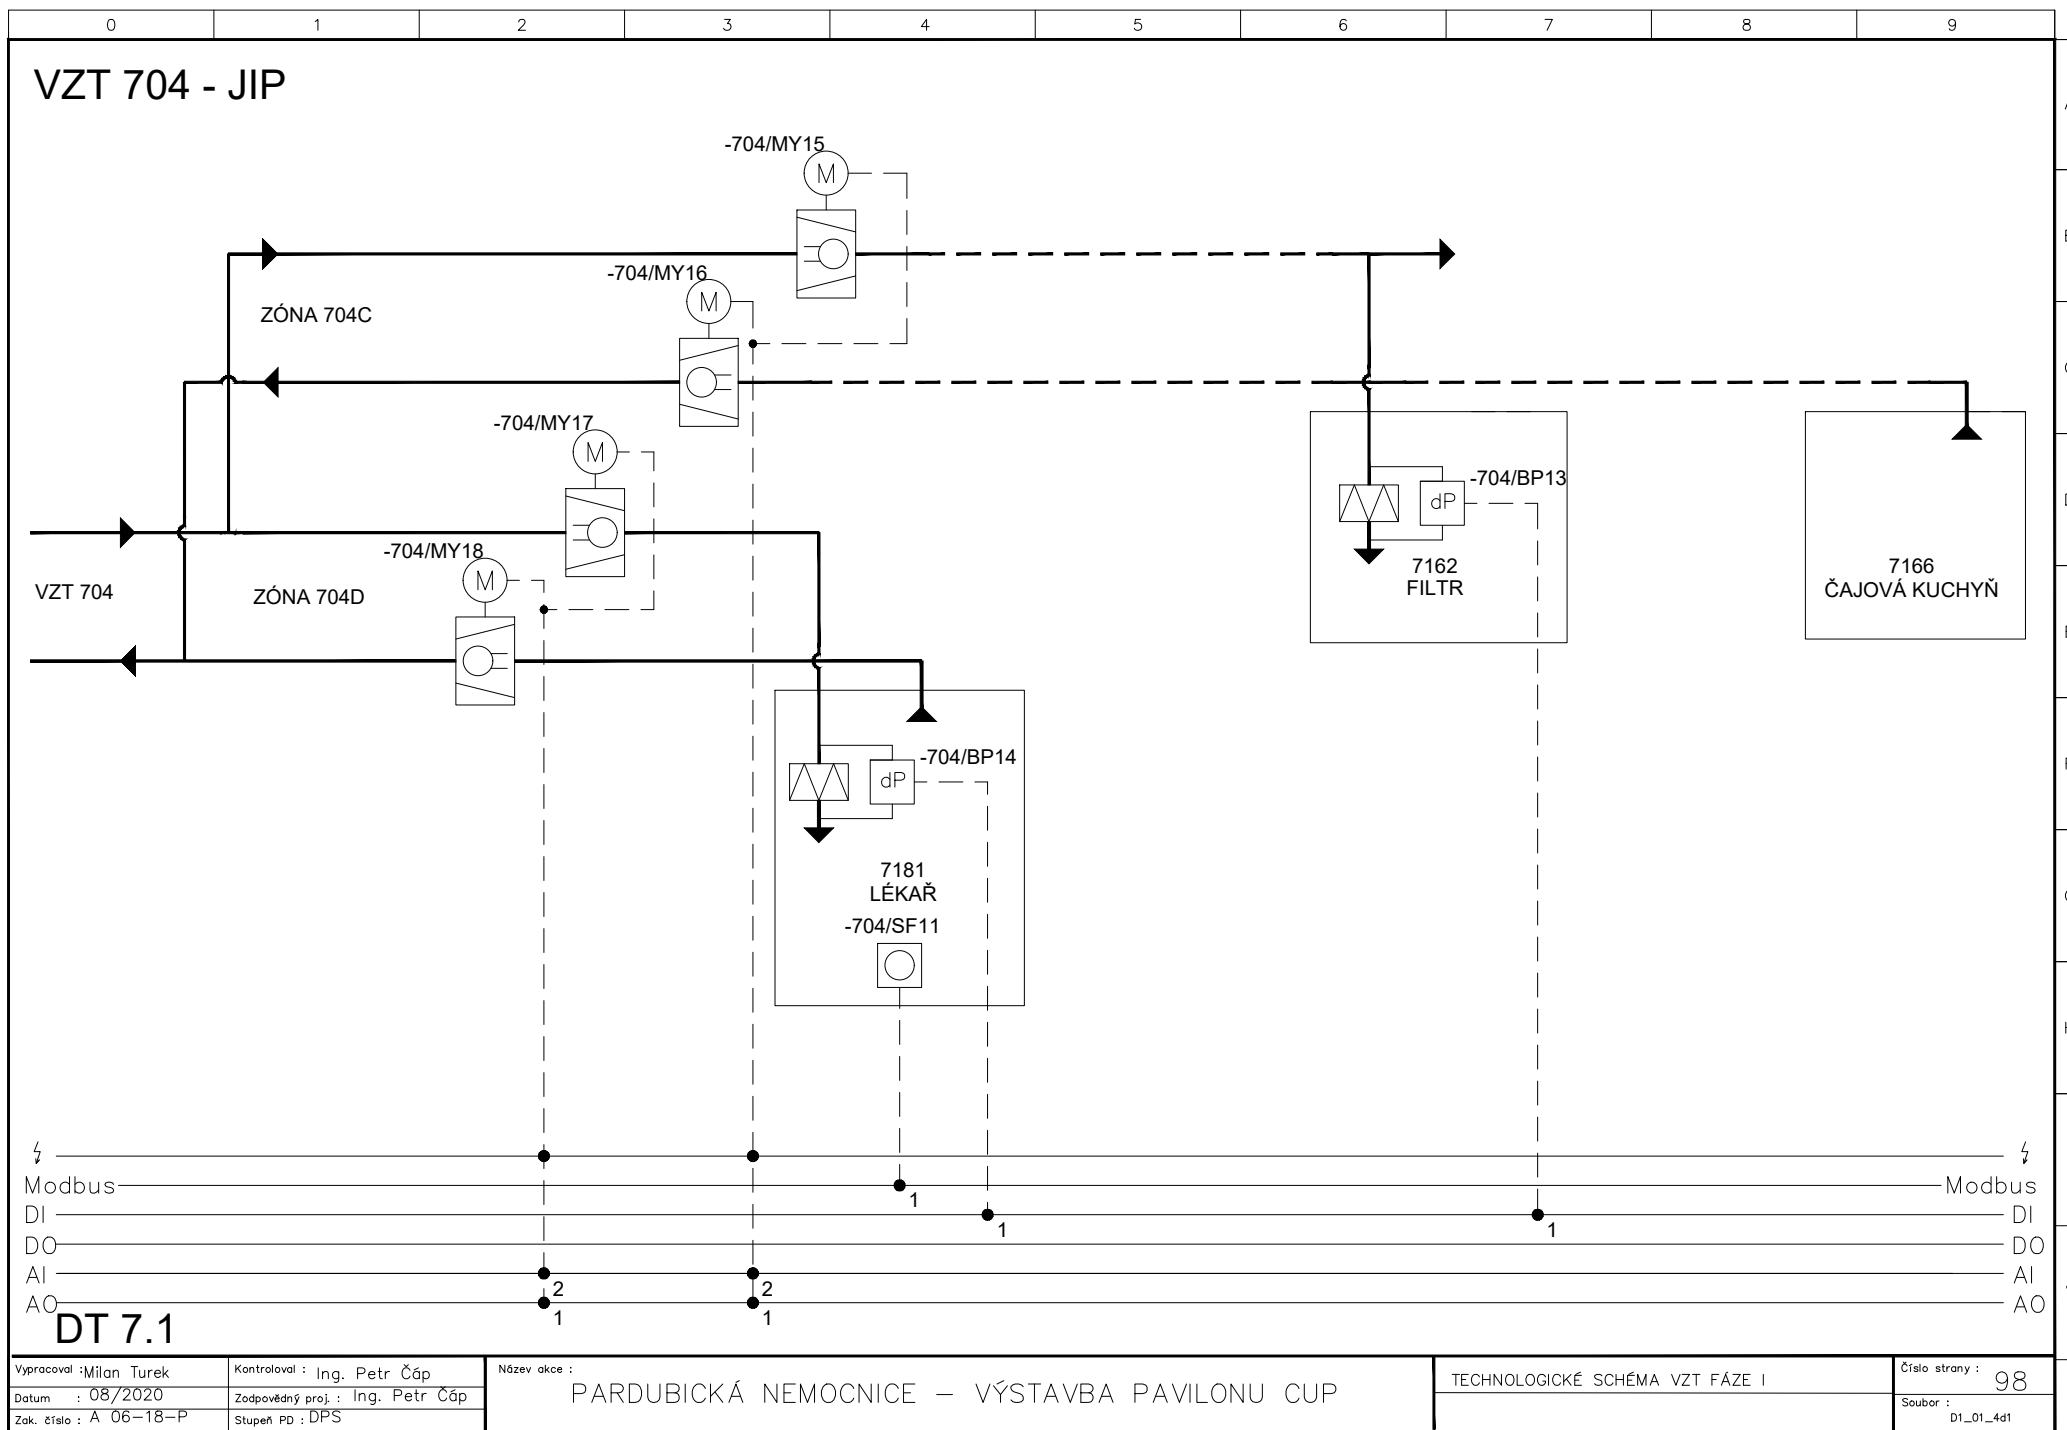 0 1 2 3 4 5 6 7 8 9
VZT 704 - JIP
-704/MY15
M
-704/MY16
M
ZÓNA 704C
-704/MY17
M
-704/BP13
dP
-704/MY18
M
7162
FILTR
7166
ČAJOVÁ KUCHYŇ
VZT 704
ZÓNA 704D
-704/BP14
dP
7181
LÉKAŘ
-704/SF11
Modbus 1 Modbus
DI 1 1 DI
DO DO
AI 2 2 AI
AO 1 1 AO
DT 7.1
Vypracoval : Milan Turek
Datum : 08/2020
Zak. číslo : A 06-18-P
Kontroloval : Ing. Petr Čáp
Zodpovědný proj. : Ing. Petr Čáp
Stupeň PD : DPS
Název akce :
PARDUBICKÁ NEMOCNICE – VÝSTAVBA PAVILONU CUP
TECHNOLOGICKÉ SCHÉMA VZT FÁZE I
Číslo strany : 98
Soubor :
D1_01_4d1